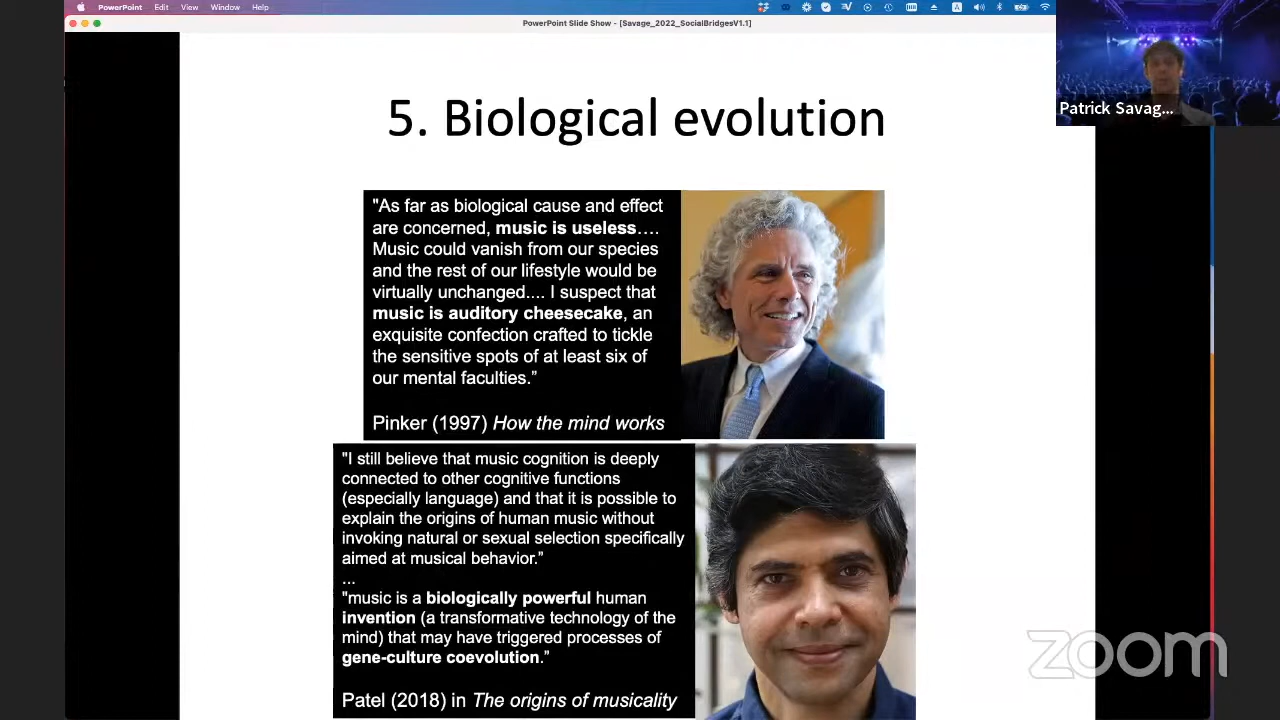 PowerPoint Edit View Window Help
PowerPoint Slide Show - [Savage_2022_SocialBridgesV1.1]
Patrick Savag...
5. Biological evolution
"As far as biological cause and effect
are concerned, music is useless….
Music could vanish from our species
and the rest of our lifestyle would be
virtually unchanged.... I suspect that
music is auditory cheesecake, an
exquisite confection crafted to tickle
the sensitive spots of at least six of
our mental faculties.”
Pinker (1997) How the mind works
"I still believe that music cognition is deeply
connected to other cognitive functions
(especially language) and that it is possible to
explain the origins of human music without
invoking natural or sexual selection specifically
aimed at musical behavior.”
...
"music is a biologically powerful human
invention (a transformative technology of the
mind) that may have triggered processes of
gene-culture coevolution.”
Patel (2018) in The origins of musicality
zoom